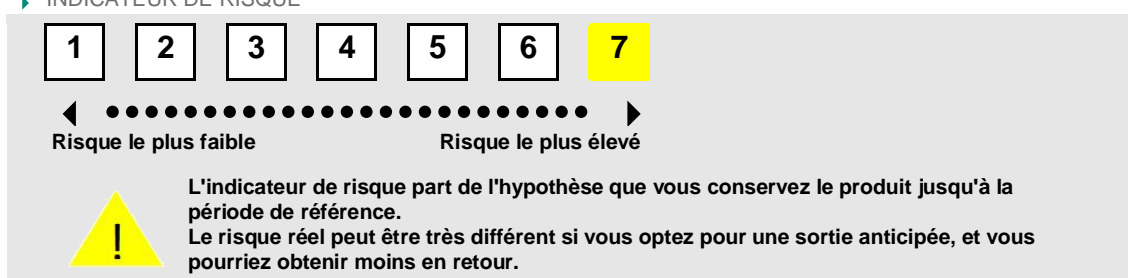 INDICATEUR DE RISQUE
1 2 3 4 5 6 7
Risque le plus faible Risque le plus élevé
L'indicateur de risque part de l'hypothèse que vous conservez le produit jusqu'à la
période de référence.
! Le risque réel peut être très différent si vous optez pour une sortie anticipée, et vous
pourriez obtenir moins en retour.